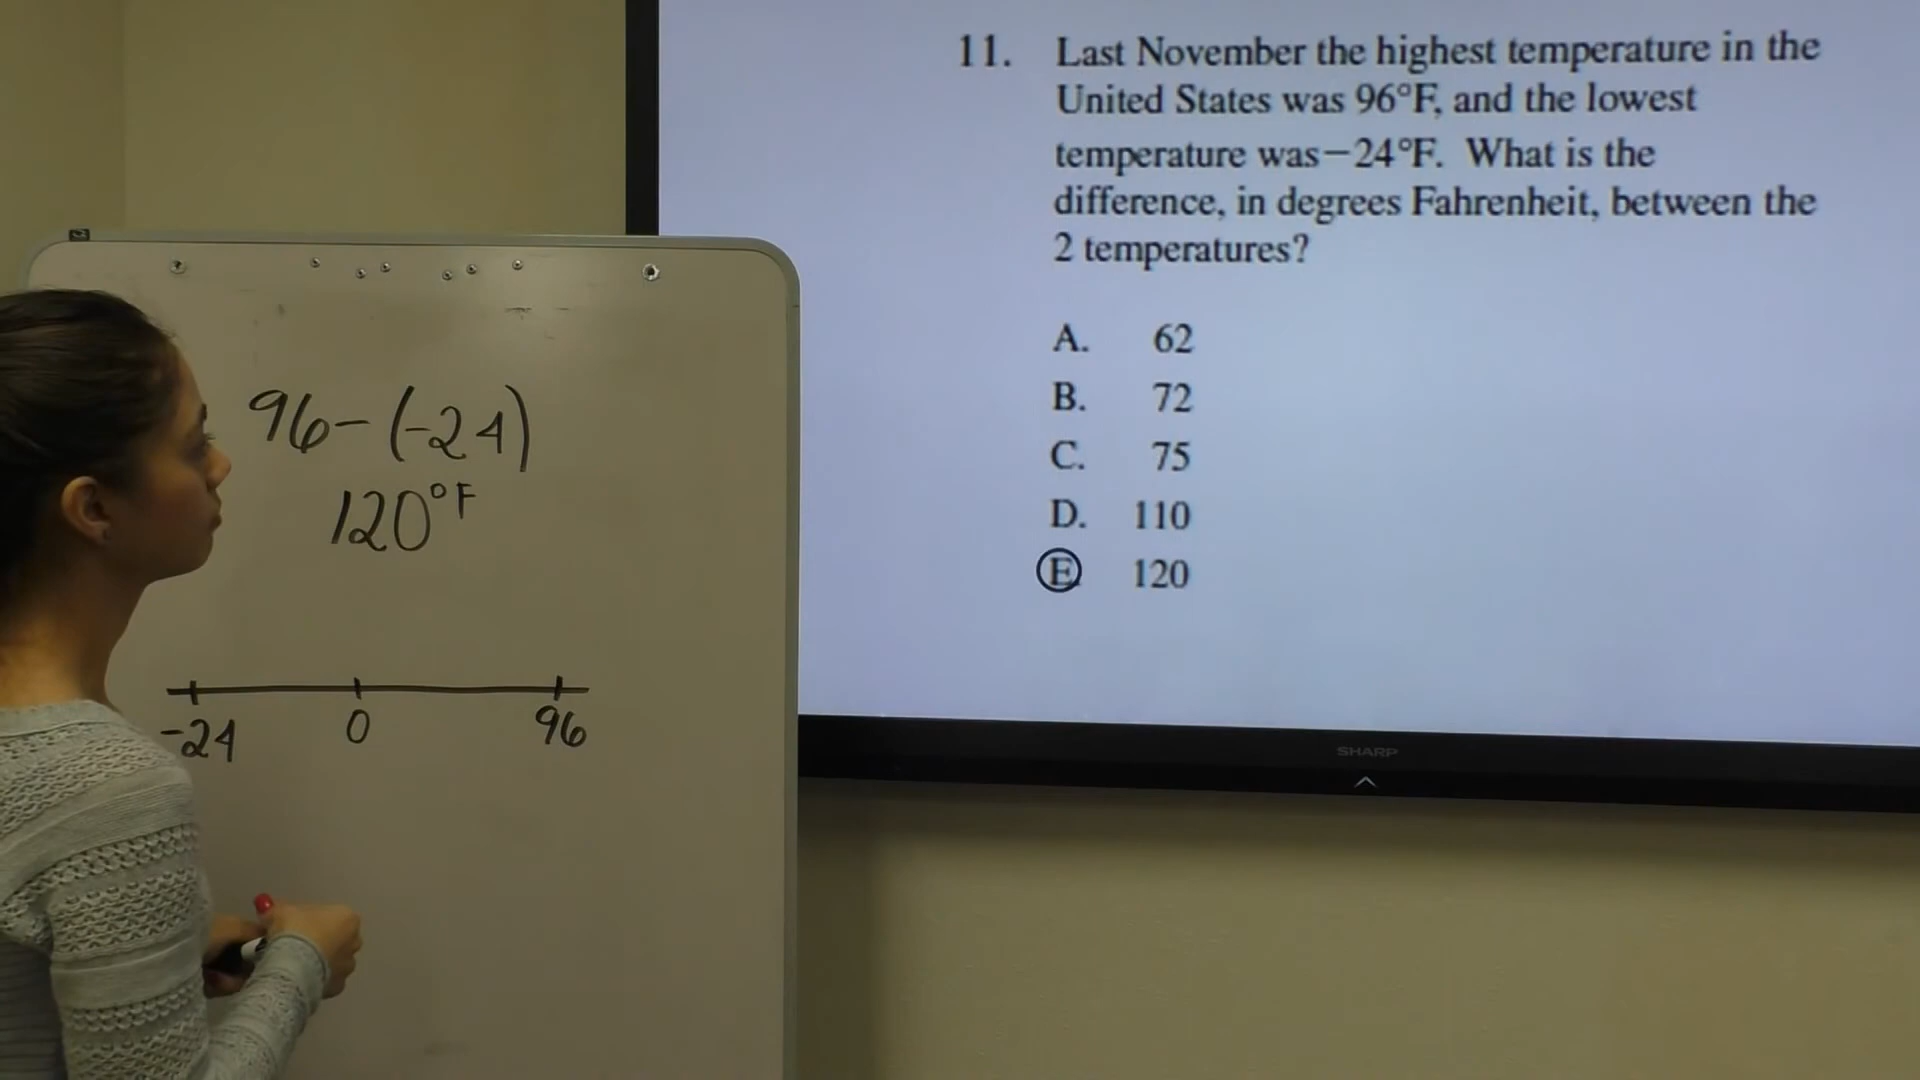 11. Last November the highest temperature in the
United States was 96°F, and the lowest
temperature was−24°F. What is the
difference, in degrees Fahrenheit, between the
2 temperatures?
A. 62
B. 72
C. 75
D. 110
E 120
96-(-24)
120°F
-24 0 96
SHARP